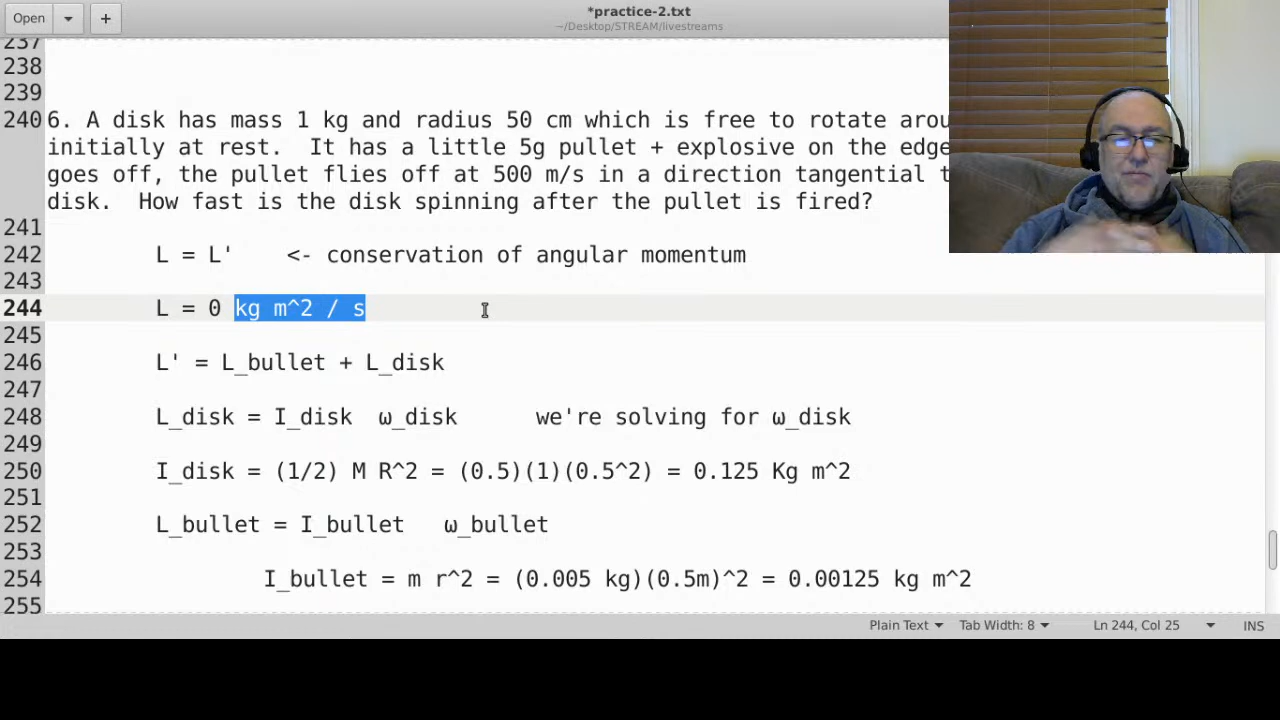 Open
*practice-2.txt
~/Desktop/STREAM/livestreams
237
238
239
240 6. A disk has mass 1 kg and radius 50 cm which is free to rotate
initially at rest.  It has a little 5g pullet + explosive on the edge
goes off, the pullet flies off at 500 m/s in a direction tangential
disk.  How fast is the disk spinning after the pullet is fired?
241
242 L = L'    <- conservation of angular momentum
243
244 L = 0 kg m^2 / s
245
246 L' = L_bullet + L_disk
247
248 L_disk = I_disk  ω_disk      we're solving for ω_disk
249
250 I_disk = (1/2) M R^2 = (0.5)(1)(0.5^2) = 0.125 Kg m^2
251
252 L_bullet = I_bullet   ω_bullet
253
254 I_bullet = m r^2 = (0.005 kg)(0.5m)^2 = 0.00125 kg m^2
255
Plain Text Tab Width: 8 Ln 244, Col 25 INS